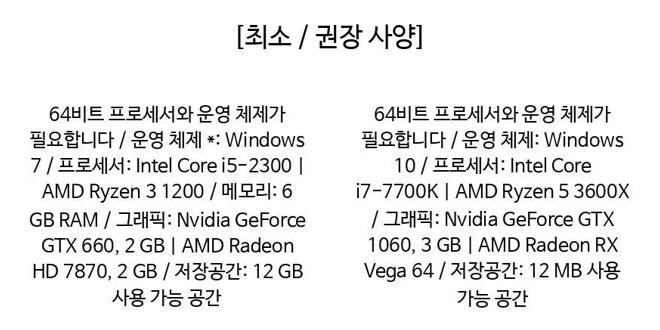 [최소 / 권장 사양]
64비트 프로세서와 운영 체제가
필요합니다 / 운영 체제 *: Windows
7 / 프로세서: Intel Core i5-2300 |
AMD Ryzen 3 1200 / 메모리: 6
GB RAM / 그래픽: Nvidia GeForce
GTX 660, 2 GB | AMD Radeon
HD 7870, 2 GB / 저장공간: 12 GB
사용 가능 공간
64비트 프로세서와 운영 체제가
필요합니다 / 운영 체제: Windows
10 / 프로세서: Intel Core
i7-7700K | AMD Ryzen 5 3600X
/ 그래픽: Nvidia GeForce GTX
1060, 3 GB | AMD Radeon RX
Vega 64 / 저장공간: 12 MB 사용
가능 공간